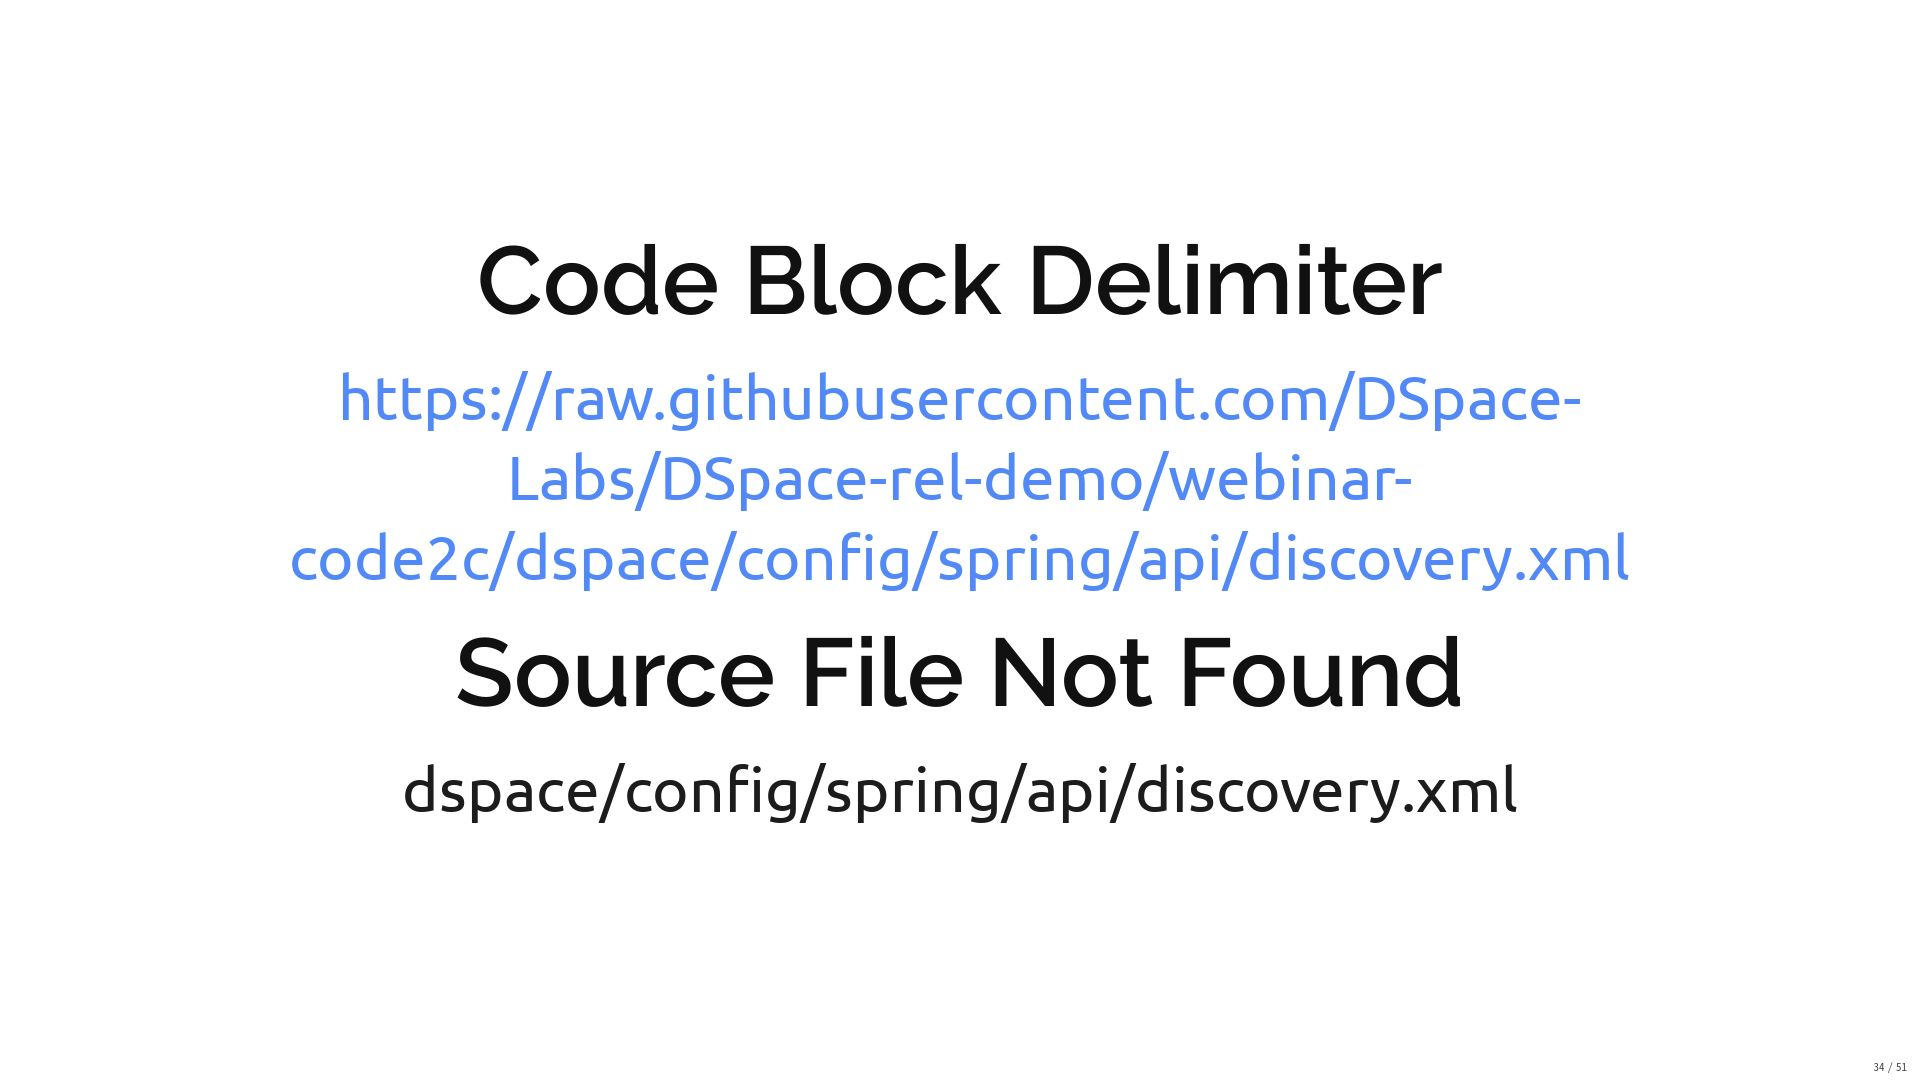 Code Block Delimiter
https://raw.githubusercontent.com/DSpace-
Labs/DSpace-rel-demo/webinar-
code2c/dspace/config/spring/api/discovery.xml
Source File Not Found
dspace/config/spring/api/discovery.xml
34 / 51